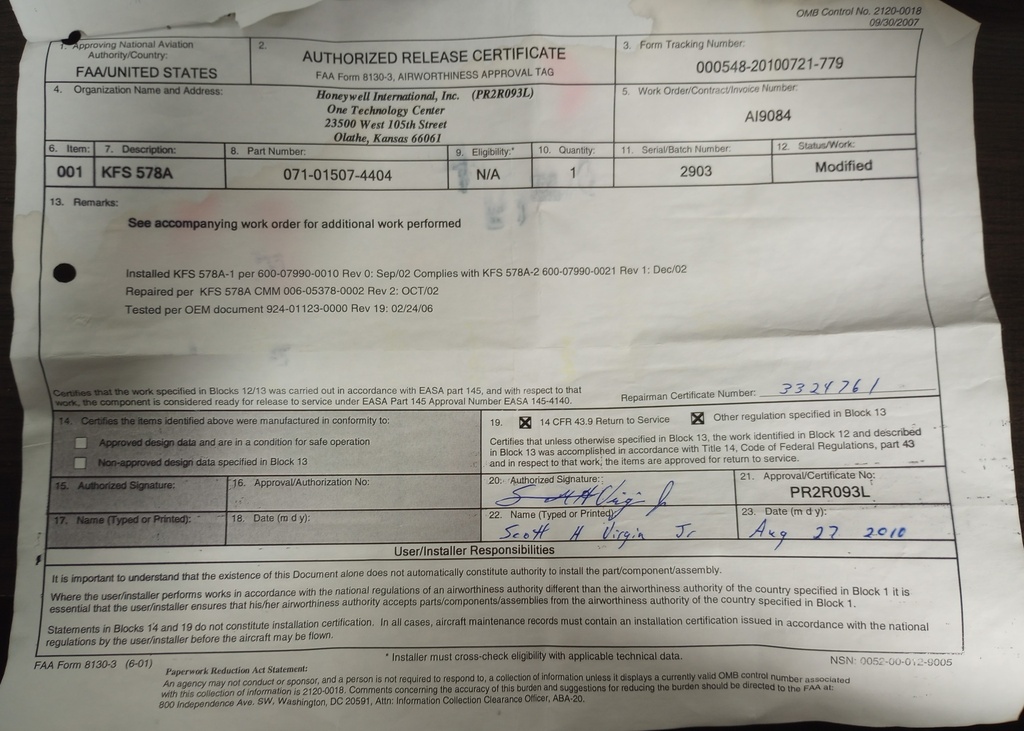 OMB Control No. 2120-0018
09/30/2007
1. Approving National Aviation
Authority/Country:
FAA/UNITED STATES
2.
AUTHORIZED RELEASE CERTIFICATE
FAA Form 8130-3, AIRWORTHINESS APPROVAL TAG
3. Form Tracking Number:
000548-20100721-779
4. Organization Name and Address:
Honeywell International, Inc. (PR2R093L)
One Technology Center
23500 West 105th Street
Olathe, Kansas 66061
5. Work Order/Contract/Invoice Number:
AI9084
6. Item: 7. Description: 8. Part Number: 9. Eligibility:* 10. Quantity: 11. Serial/Batch Number: 12. Status/Work:
001 KFS 578A 071-01507-4404 N/A 1 2903 Modified
13. Remarks:
See accompanying work order for additional work performed
Installed KFS 578A-1 per 600-07990-0010 Rev 0: Sep/02 Complies with KFS 578A-2 600-07990-0021 Rev 1: Dec/02
Repaired per KFS 578A CMM 006-05378-0002 Rev 2: OCT/02
Tested per OEM document 924-01123-0000 Rev 19: 02/24/06
Certifies that the work specified in Blocks 12/13 was carried out in accordance with EASA part 145, and with respect to that
work, the component is considered ready for release to service under EASA Part 145 Approval Number EASA 145-4140.
Repairman Certificate Number: 3324761
14. Certifies the items identified above were manufactured in conformity to:
Approved design data and are in a condition for safe operation
Non-approved design data specified in Block 13
19. 14 CFR 43.9 Return to Service Other regulation specified in Block 13
Certifies that unless otherwise specified in Block 13, the work identified in Block 12 and described
in Block 13 was accomplished in accordance with Title 14, Code of Federal Regulations, part 43
and in respect to that work, the items are approved for return to service.
15. Authorized Signature: 16. Approval/Authorization No:
20. Authorized Signature:
21. Approval/Certificate No:
PR2R093L
17. Name (Typed or Printed): 18. Date (m d y):
22. Name (Typed or Printed):
Scott H Virgin Jr
23. Date (m d y):
Aug 27 2010
User/Installer Responsibilities
It is important to understand that the existence of this Document alone does not automatically constitute authority to install the part/component/assembly.
Where the user/installer performs works in accordance with the national regulations of an airworthiness authority different than the airworthiness authority of the country specified in Block 1 it is
essential that the user/installer ensures that his/her airworthiness authority accepts parts/components/assemblies from the airworthiness authority of the country specified in Block 1.
Statements in Blocks 14 and 19 do not constitute installation certification. In all cases, aircraft maintenance records must contain an installation certification issued in accordance with the national
regulations by the user/installer before the aircraft may be flown.
FAA Form 8130-3 (6-01)
* Installer must cross-check eligibility with applicable technical data.
NSN: 0052-00-012-9005
Paperwork Reduction Act Statement:
An agency may not conduct or sponsor, and a person is not required to respond to, a collection of information unless it displays a currently valid OMB control number associated
with this collection of information is 2120-0018. Comments concerning the accuracy of this burden and suggestions for reducing the burden should be directed to the FAA at:
800 Independence Ave. SW, Washington, DC 20591, Attn: Information Collection Clearance Officer, ABA-20.